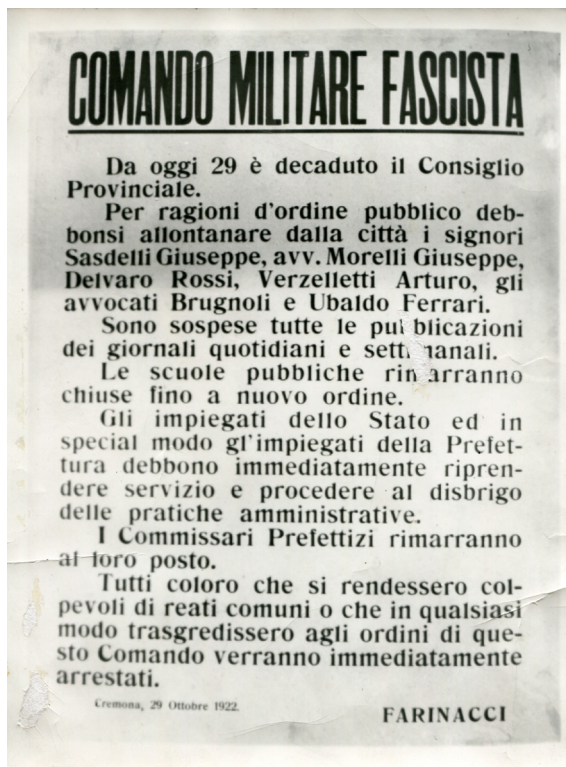 COMANDO MILITARE FASCISTA
Da oggi 29 è decaduto il Consiglio
Provinciale.
Per ragioni d'ordine pubblico deb-
bonsi allontanare dalla città i signori
Sasdelli Giuseppe, avv. Morelli Giuseppe,
Delvaro Rossi, Verzelletti Arturo, gli
avvocati Brugnoli e Ubaldo Ferrari.
Sono sospese tutte le pubblicazioni
dei giornali quotidiani e settimanali.
Le scuole pubbliche rimarranno
chiuse fino a nuovo ordine.
Gli impiegati dello Stato ed in
special modo gl'impiegati della Prefet-
tura debbono immediatamente ripren-
dere servizio e procedere al disbrigo
delle pratiche amministrative.
I Commissari Prefettizi rimarranno
al loro posto.
Tutti coloro che si rendessero col-
pevoli di reati comuni o che in qualsiasi
modo trasgredissero agli ordini di que-
sto Comando verranno immediatamente
arrestati.
Cremona, 29 Ottobre 1922.
FARINACCI